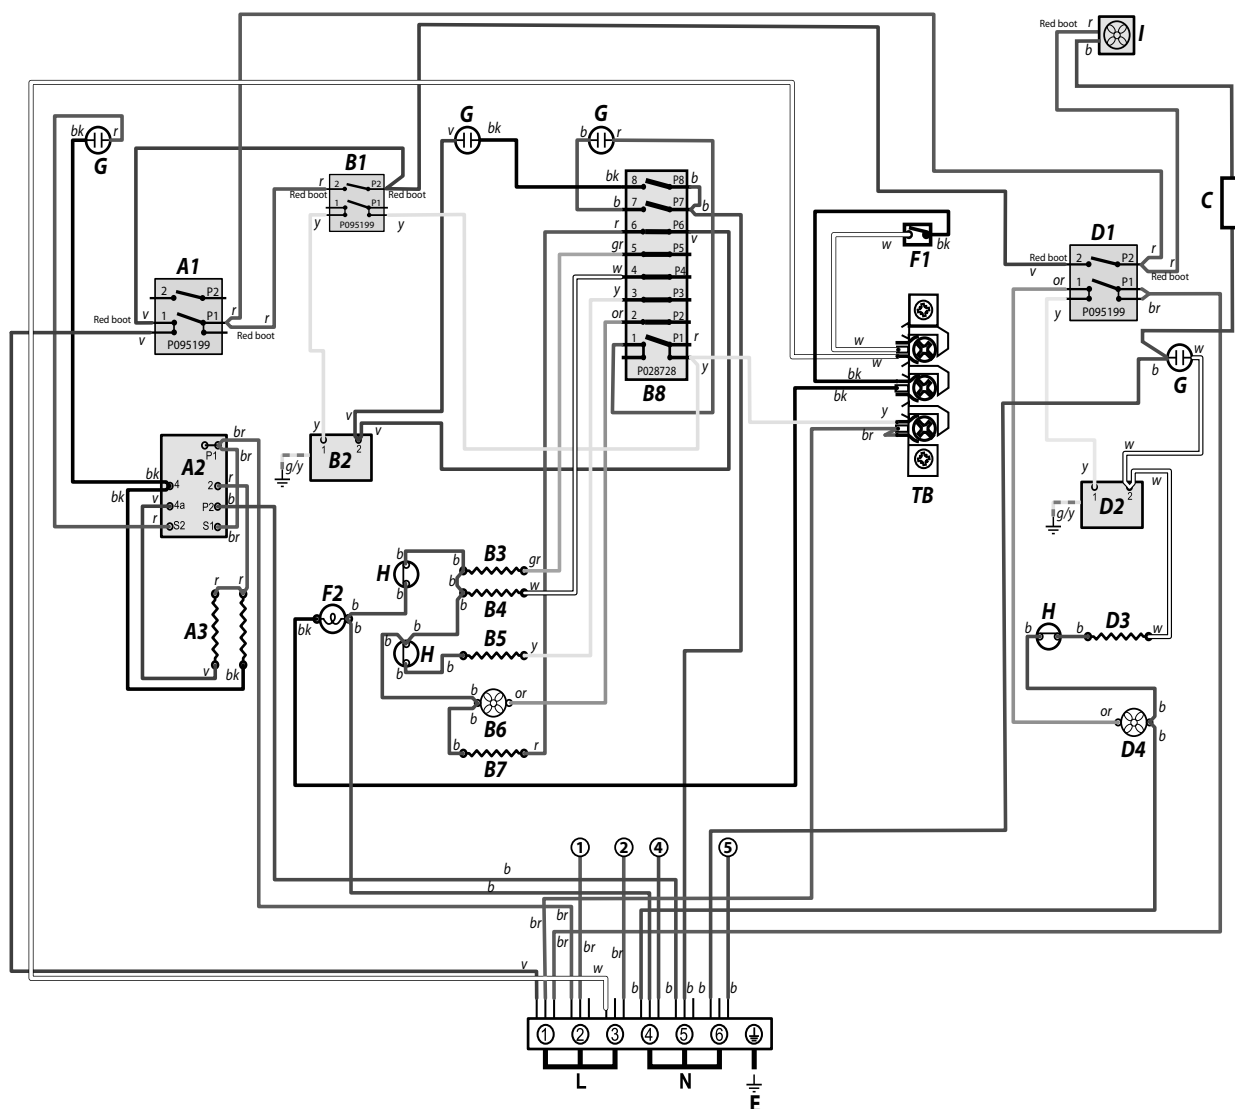 Red boot r I
b
bk r
G
v G bk
b G r
B1
r 2 P2
Red boot Red boot
1 P1
y P095199 y
bk 8 P8 b
b 7 P7 b
r 6 P6 v
gr 5 P5
w 4 P4
y 3 P3
or 2 P2
1 P1 r
y
P028728
B8
C
w F1 bk
D1
r
Red boot 2 P2 r
v Red boot
or 1 P1
y br
P095199
A1
2 P2
Red boot v 1 P1 r
r
v Red boot
P095199
w
w
bk
bk
y
br
TB
w
b G
v
y v
1 B2 2
g/y
br
P1 br
A2
bk 4 2 r
bk
v 4a P2 b
r S2 S1 br
w
y w
1 2
D2
g/y
b b B3 gr
H
b b w
B4
F2 b
bk b
b b
H B5 y
b b
b or
b B6
b r
B7
r r
A3
v bk
H D3
b b w
or b
D4 b
1 2 4 5
b
b
br br
br br br
v w b b b b b
1 2 3 4 5 6
L N
E